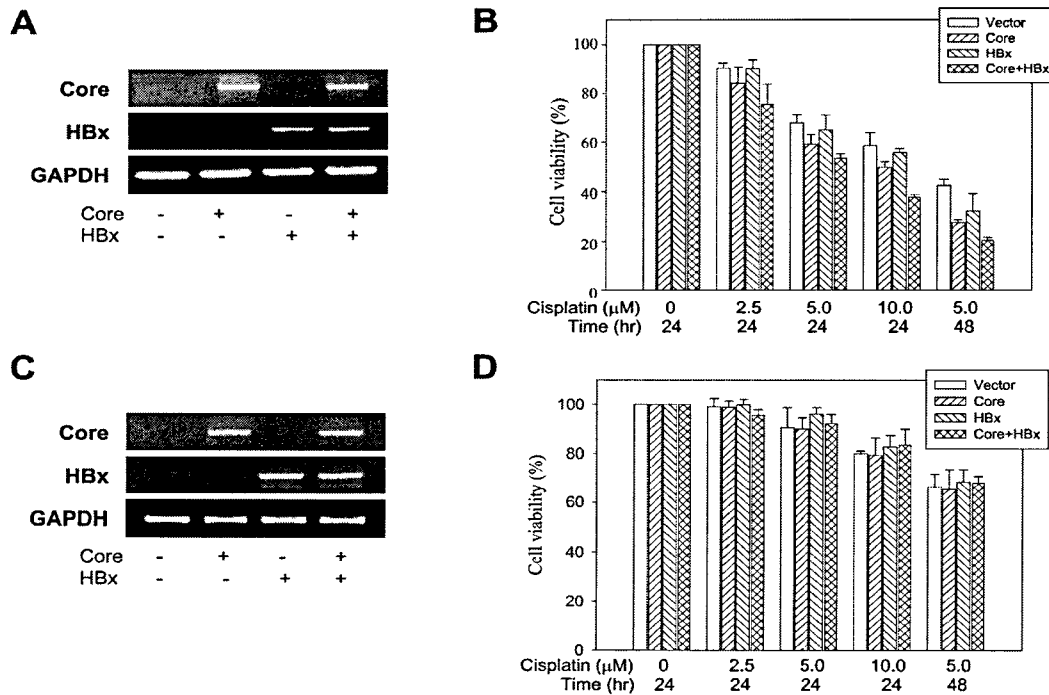 A
Core
HBx
GAPDH
Core - + - +
HBx - - + +
B
Vector
Core
HBx
Core+HBx
Cell viability (%)
100
80
60
40
20
0
Cisplatin (μM) 0 2.5 5.0 10.0 5.0
Time (hr) 24 24 24 24 48
C
Core
HBx
GAPDH
Core - + - +
HBx - - + +
D
Vector
Core
HBx
Core+HBx
Cell viability (%)
100
80
60
80
20
0
Cisplatin (μM) 0 2.5 5.0 10.0 5.0
Time (hr) 24 24 24 24 48